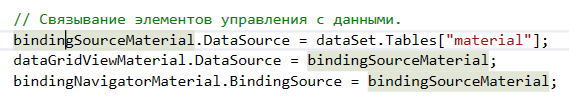 // Связывание элементов управления с данными.
bindingSourceMaterial.DataSource = dataSet.Tables["material"];
dataGridViewMaterial.DataSource = bindingSourceMaterial;
bindingNavigatorMaterial.BindingSource = bindingSourceMaterial;